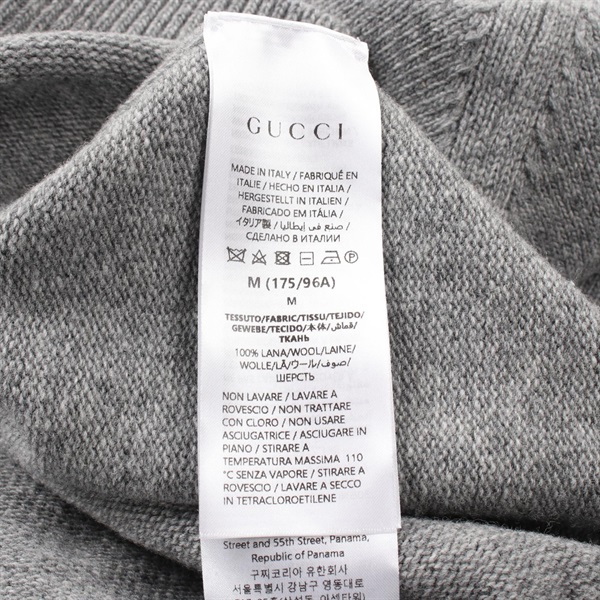 GUCCI
MADE IN ITALY / FABRIQUÉ EN
ITALIE / HECHO EN ITALIA /
HERGESTELLT IN ITALIEN /
FABRICADO EM ITÁLIA /
イタリア製 / صنع في إيطاليا /
СДЕЛАНО В ИТАЛИИ
M (175/96A)
M
TESSUTO/FABRIC/TISSU/TEJIDO/
GEWEBE/TECIDO/本体/قماش/
ТКАНЬ
100% LANA/WOOL/LAINE/
WOLLE/LÃ/ウール/صوف/
ШЕРСТЬ
NON LAVARE / LAVARE A
ROVESCIO / NON TRATTARE
CON CLORO / NON USARE
ASCIUGATRICE / ASCIUGARE IN
PIANO / STIRARE A
TEMPERATURA MASSIMA 110
°C SENZA VAPORE / STIRARE A
ROVESCIO / LAVARE A SECCO
IN TETRACLOROETILENE
Street and 55th Street, Panama,
Republic of Panama
구찌코리아 유한회사
서울특별시 강남구 영동대로